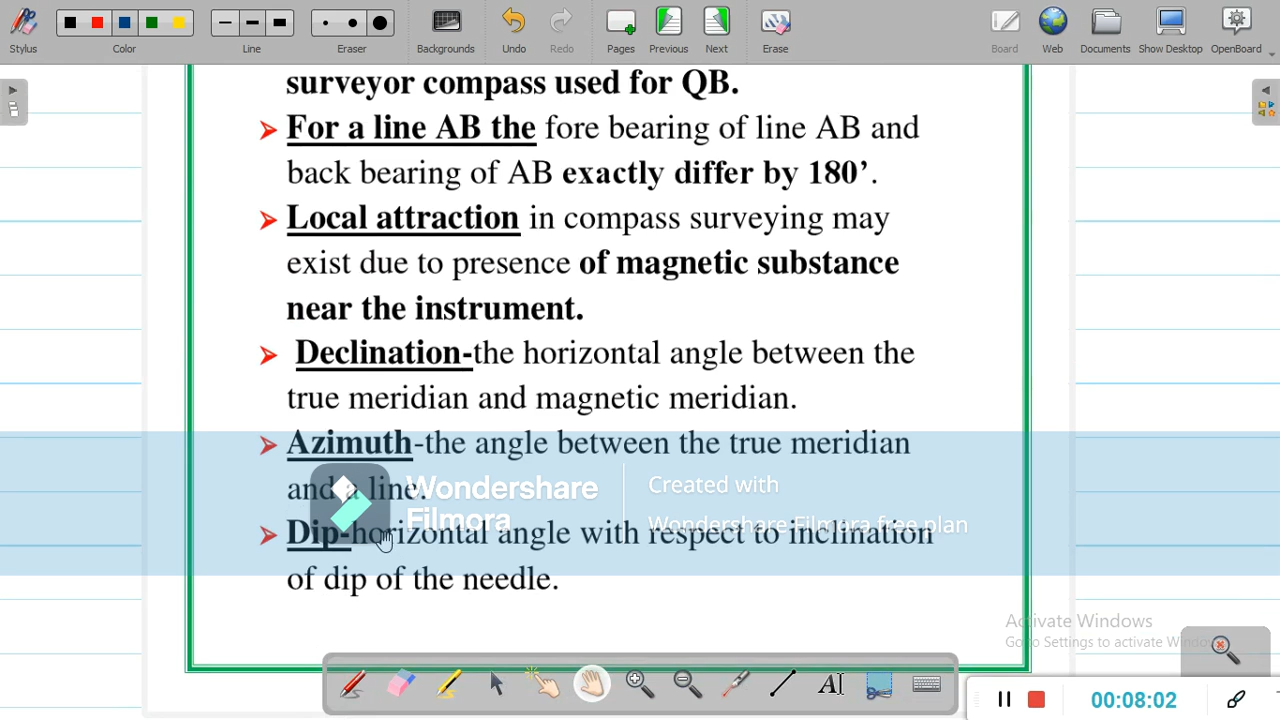 Stylus Color Line Eraser Backgrounds Undo Redo Pages Previous Next Erase Board Web Documents Show Desktop OpenBoard
surveyor compass used for QB.
➢ For a line AB the fore bearing of line AB and
back bearing of AB exactly differ by 180’.
➢ Local attraction in compass surveying may
exist due to presence of magnetic substance
near the instrument.
➢ Declination-the horizontal angle between the
true meridian and magnetic meridian.
➢ Azimuth-the angle between the true meridian
and a line.
Wondershare
Filmora
Created with
Wondershare Filmora free plan
➢ Dip-horizontal angle with respect to inclination
of dip of the needle.
Activate Windows
Go to Settings to activate Windows.
00:08:02